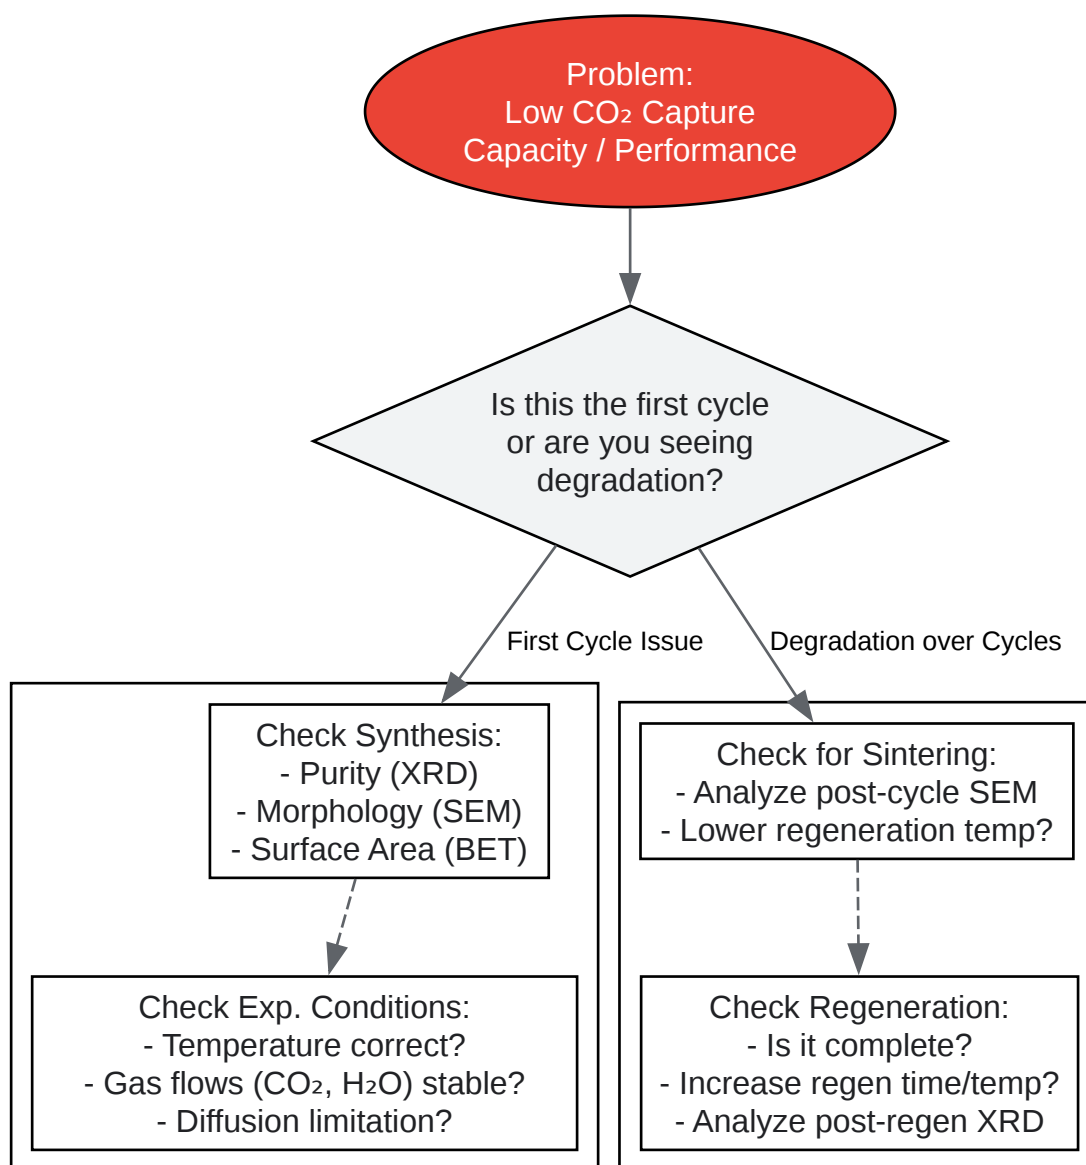 Problem:
Low CO₂ Capture
Capacity / Performance
Is this the first cycle
or are you seeing
degradation?
First Cycle Issue
Degradation over Cycles
Check Synthesis:
- Purity (XRD)
- Morphology (SEM)
- Surface Area (BET)
Check for Sintering:
- Analyze post-cycle SEM
- Lower regeneration temp?
Check Exp. Conditions:
- Temperature correct?
- Gas flows (CO₂, H₂O) stable?
- Diffusion limitation?
Check Regeneration:
- Is it complete?
- Increase regen time/temp?
- Analyze post-regen XRD